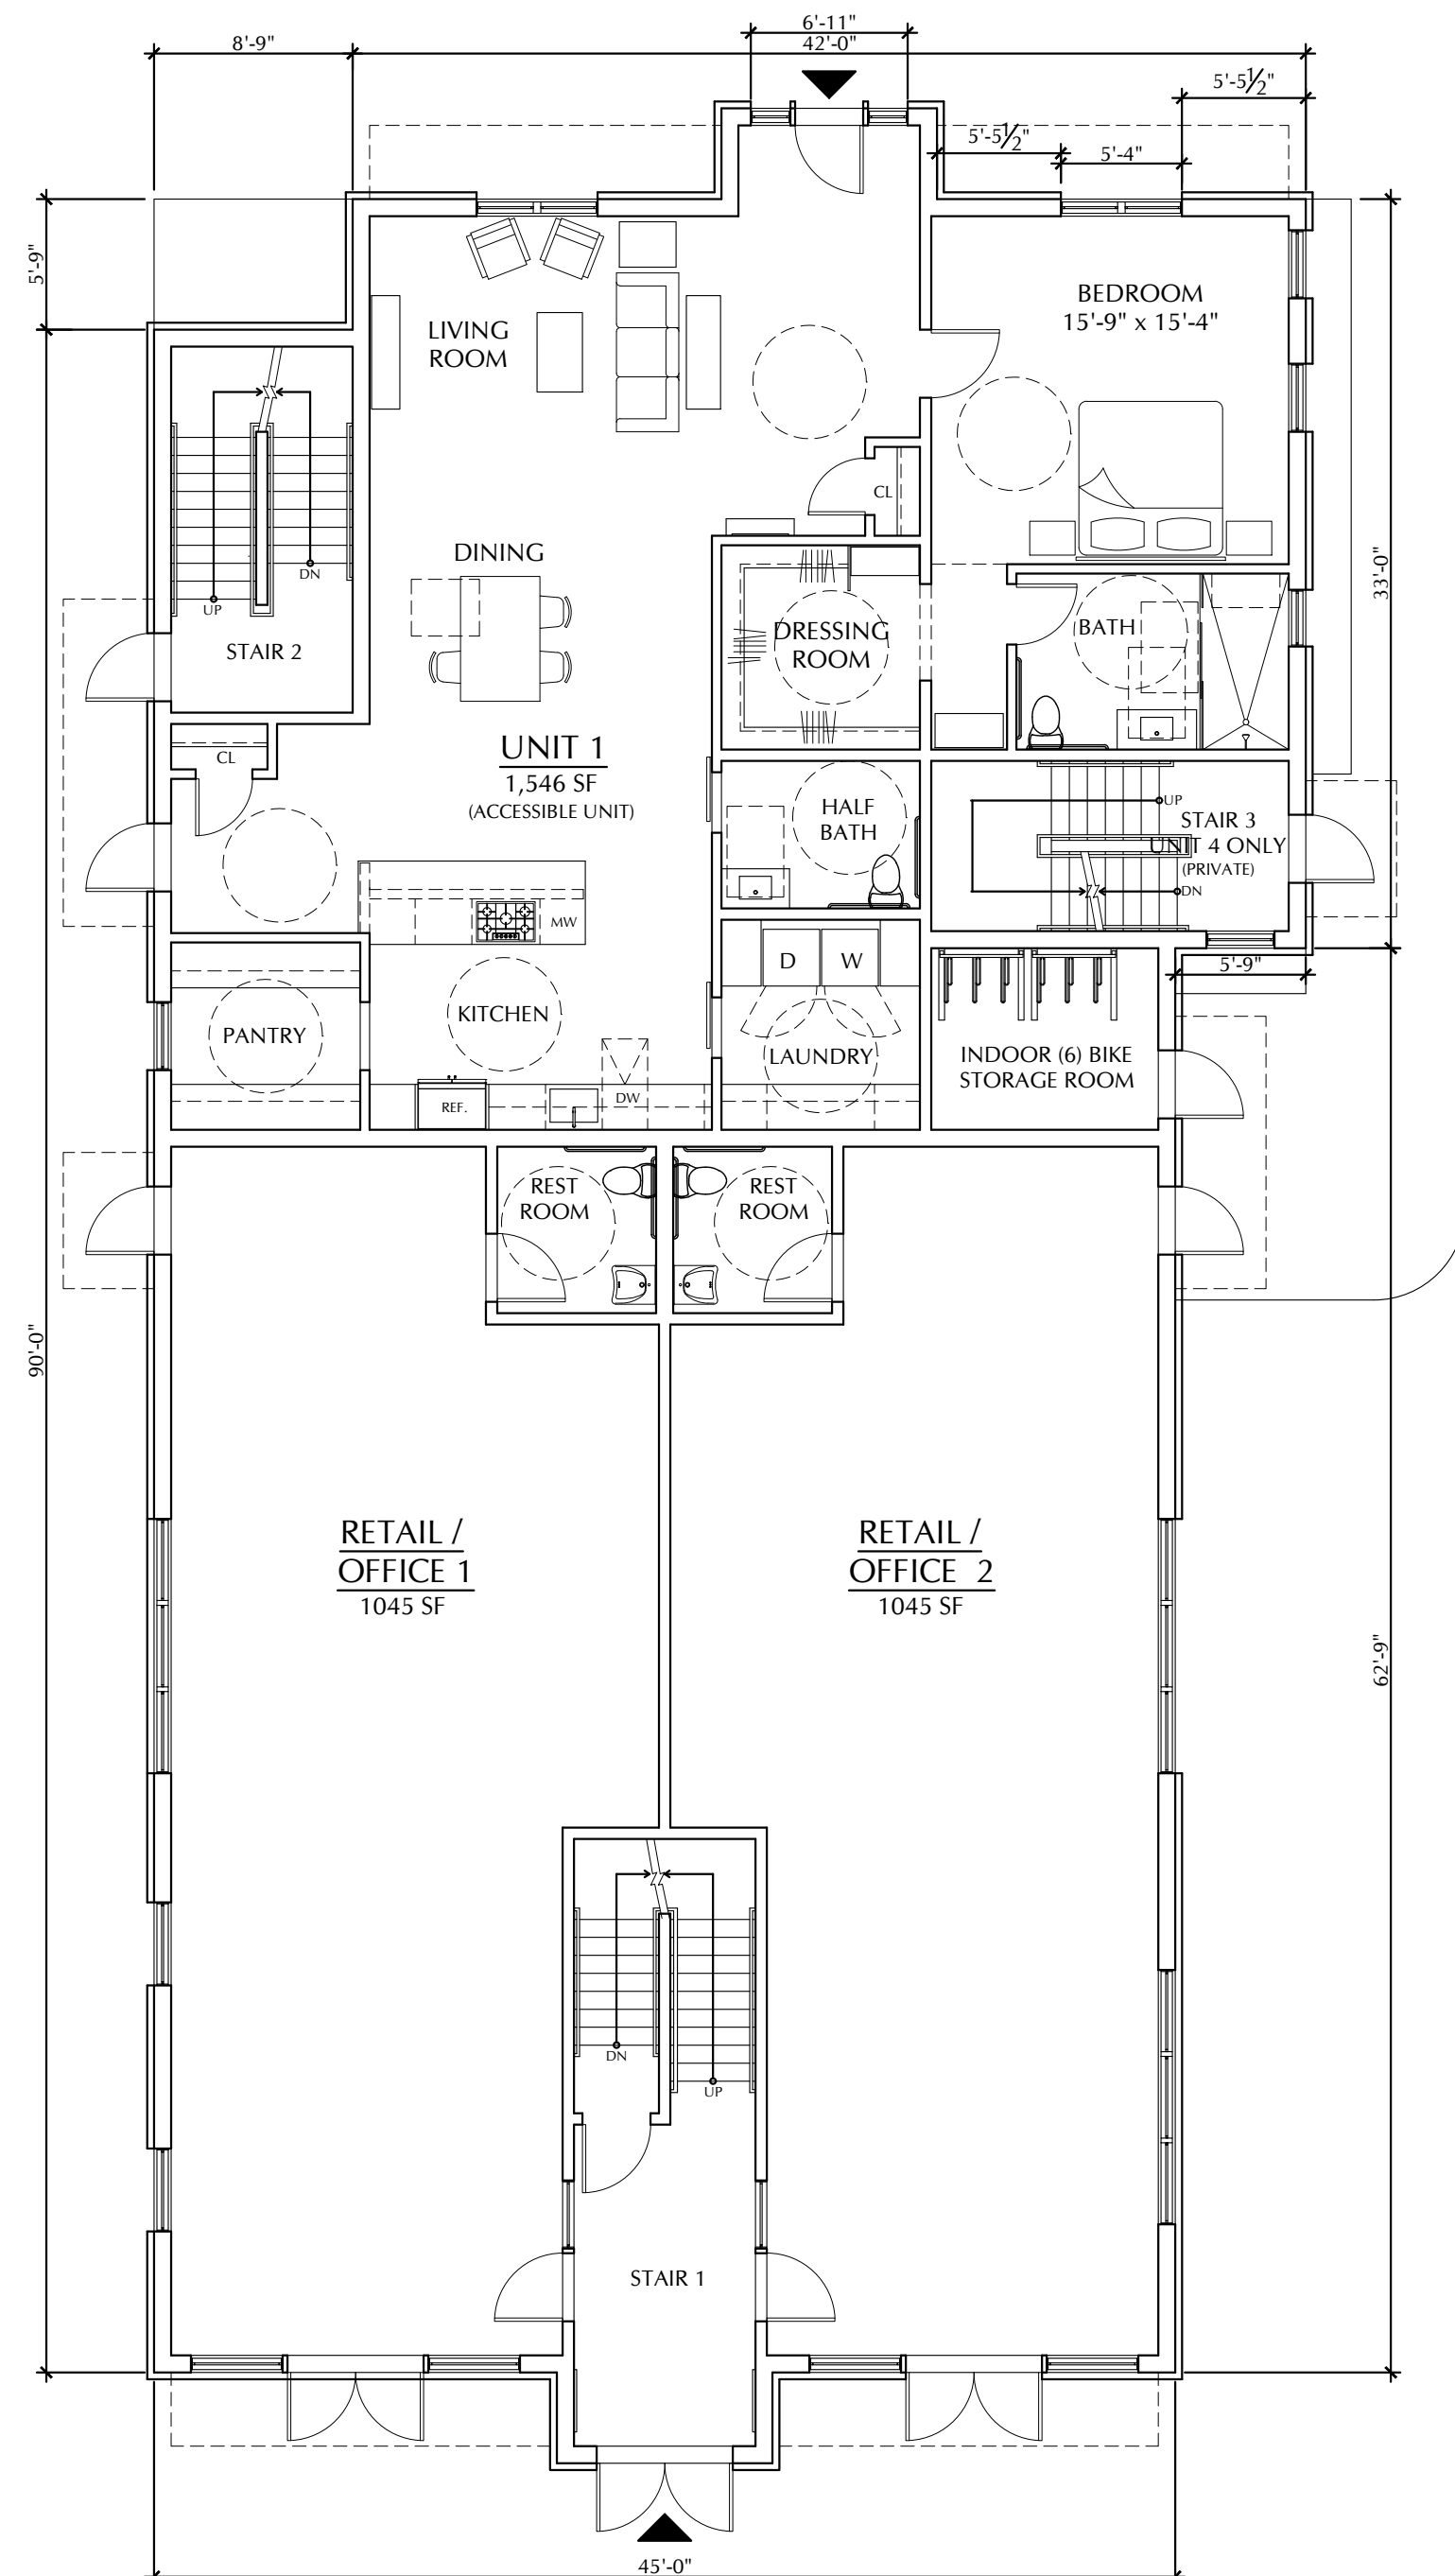 6'-11"
8'-9"
42'-0"
5'-5½"
5'-5½"
5'-4"
5'-9"
BEDROOM
15'-9" x 15'-4"
LIVING
ROOM
CL
DINING
DN
UP
33'-0"
STAIR 2
DRESSING
ROOM
BATH
UNIT 1
1,546 SF
(ACCESSIBLE UNIT)
CL
HALF
BATH
UP
STAIR 3
UNIT 4 ONLY
(PRIVATE)
DN
MW
D
W
5'-9"
KITCHEN
PANTRY
LAUNDRY
INDOOR (6) BIKE
STORAGE ROOM
REF.
DW
REST
ROOM
REST
ROOM
90'-0"
RETAIL /
OFFICE 1
1045 SF
RETAIL /
OFFICE 2
1045 SF
62'-9"
DN
UP
STAIR 1
45'-0"